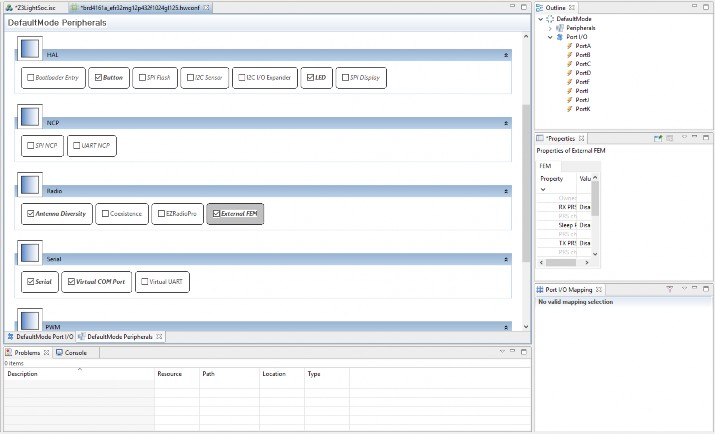 *Z3LightSoc.isc
*brd4161a_efr32mg12p432f1024gl125.hwconf
DefaultMode Peripherals
HAL
Bootloader Entry
Button
SPI Flash
I2C Sensor
I2C I/O Expander
LED
SPI Display
NCP
SPI NCP
UART NCP
Radio
Antenna Diversity
Coexistence
EZRadioPro
External FEM
Serial
Serial
Virtual COM Port
Virtual UART
PWM
DefaultMode Port I/O
DefaultMode Peripherals
Problems
Console
0 items
Description
Resource
Path
Location
Type
Outline
DefaultMode
Peripherals
Port I/O
PortA
PortB
PortC
PortD
PortF
PortI
PortJ
PortK
*Properties
Properties of External FEM
FEM
Property
Valu
RX PRS
Disa
PRS ch
Sleep
Disa
PRS ch
TX PRS
Disa
PRS ch
Port I/O Mapping
No valid mapping selection